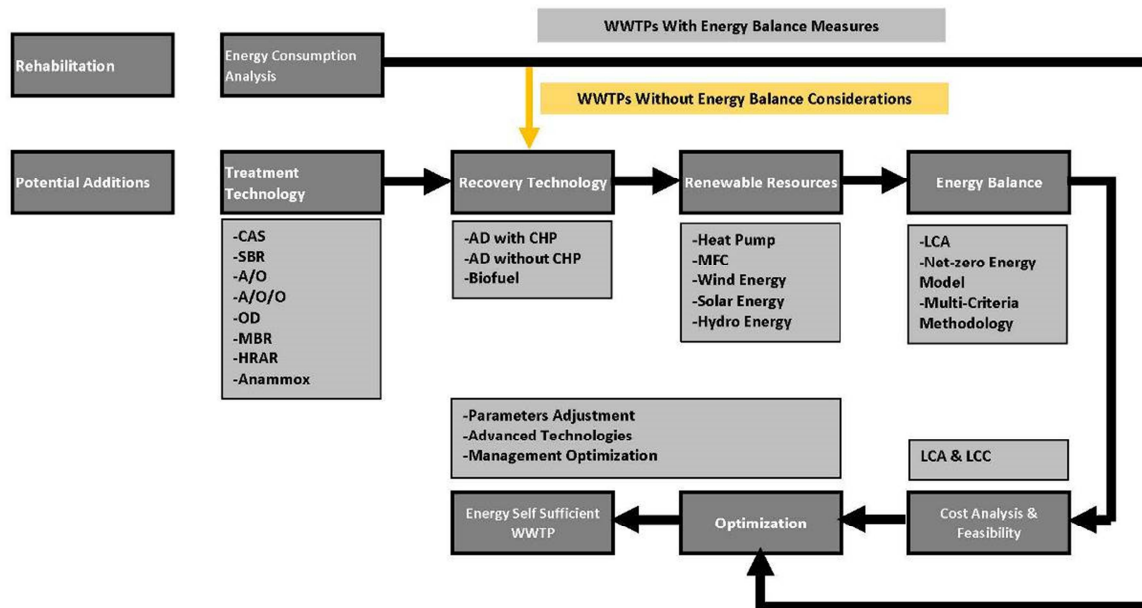 WWTPs With Energy Balance Measures
Rehabilitation
Energy Consumption
Analysis
WWTPs Without Energy Balance Considerations
Potential Additions
Treatment
Technology
Recovery Technology
Renewable Resources
Energy Balance
-CAS
-SBR
-A/O
-A/O/O
-OD
-MBR
-HRAR
-Anammox
-AD with CHP
-AD without CHP
-Biofuel
-Heat Pump
-MFC
-Wind Energy
-Solar Energy
-Hydro Energy
-LCA
-Net-zero Energy
Model
-Multi-Criteria
Methodology
-Parameters Adjustment
-Advanced Technologies
-Management Optimization
LCA & LCC
Energy Self Sufficient
WWTP
Optimization
Cost Analysis &
Feasibility